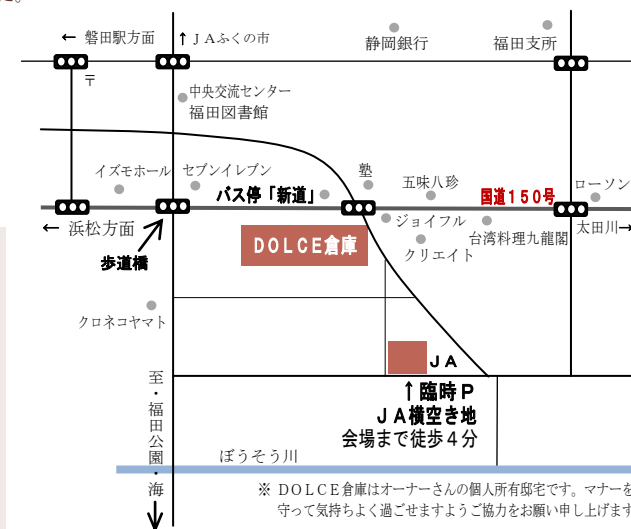 ← 磐田駅方面
↑ＪＡふくの市
静岡銀行
福田支所
〒
中央交流センター
福田図書館
イズモホール
セブンイレブン
バス停「新道」
塾
五味八珍
国道１５０号
ローソン
← 浜松方面
歩道橋
DOLCE倉庫
ジョイフル
クリエイト
台湾料理九龍閣
太田川→
クロネコヤマト
ＪＡ
↑臨時Ｐ
ＪＡ横空き地
会場まで徒歩４分
至・福田公園・海
ぼうそう川
※ DOLCE倉庫はオーナーさんの個人所有邸宅です。マナーを
守って気持ちよく過ごせますようご協力をお願い申し上げます